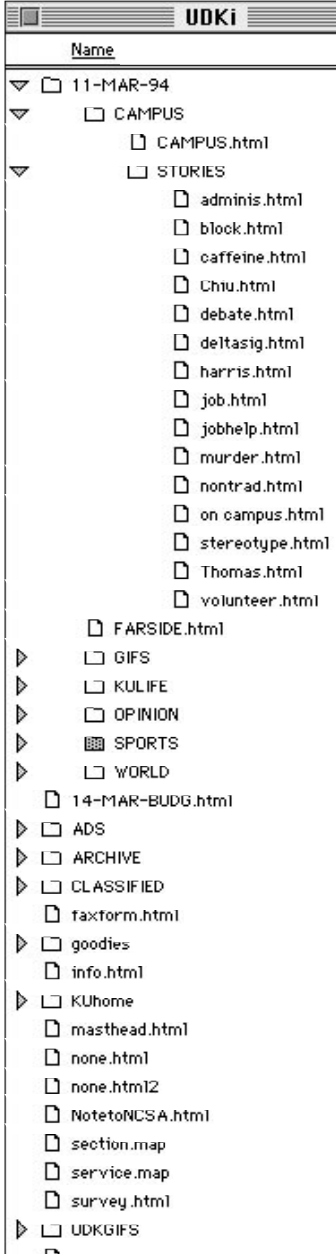 UDKi
Name
11-MAR-94
CAMPUS
CAMPUS.html
STORIES
adminis.html
block.html
caffeine.html
Chiu.html
debate.html
deltasig.html
harris.html
job.html
jobhelp.html
murder.html
nontrad.html
on campus.html
stereotype.html
Thomas.html
volunteer.html
FARSIDE.html
GIFS
KULIFE
OPINION
SPORTS
WORLD
14-MAR-BUDG.html
ADS
ARCHIVE
CLASSIFIED
faxform.html
goodies
info.html
KUhome
masthead.html
none.html
none.html2
NotetoNCSA.html
section.map
service.map
survey.html
UDKGIFS